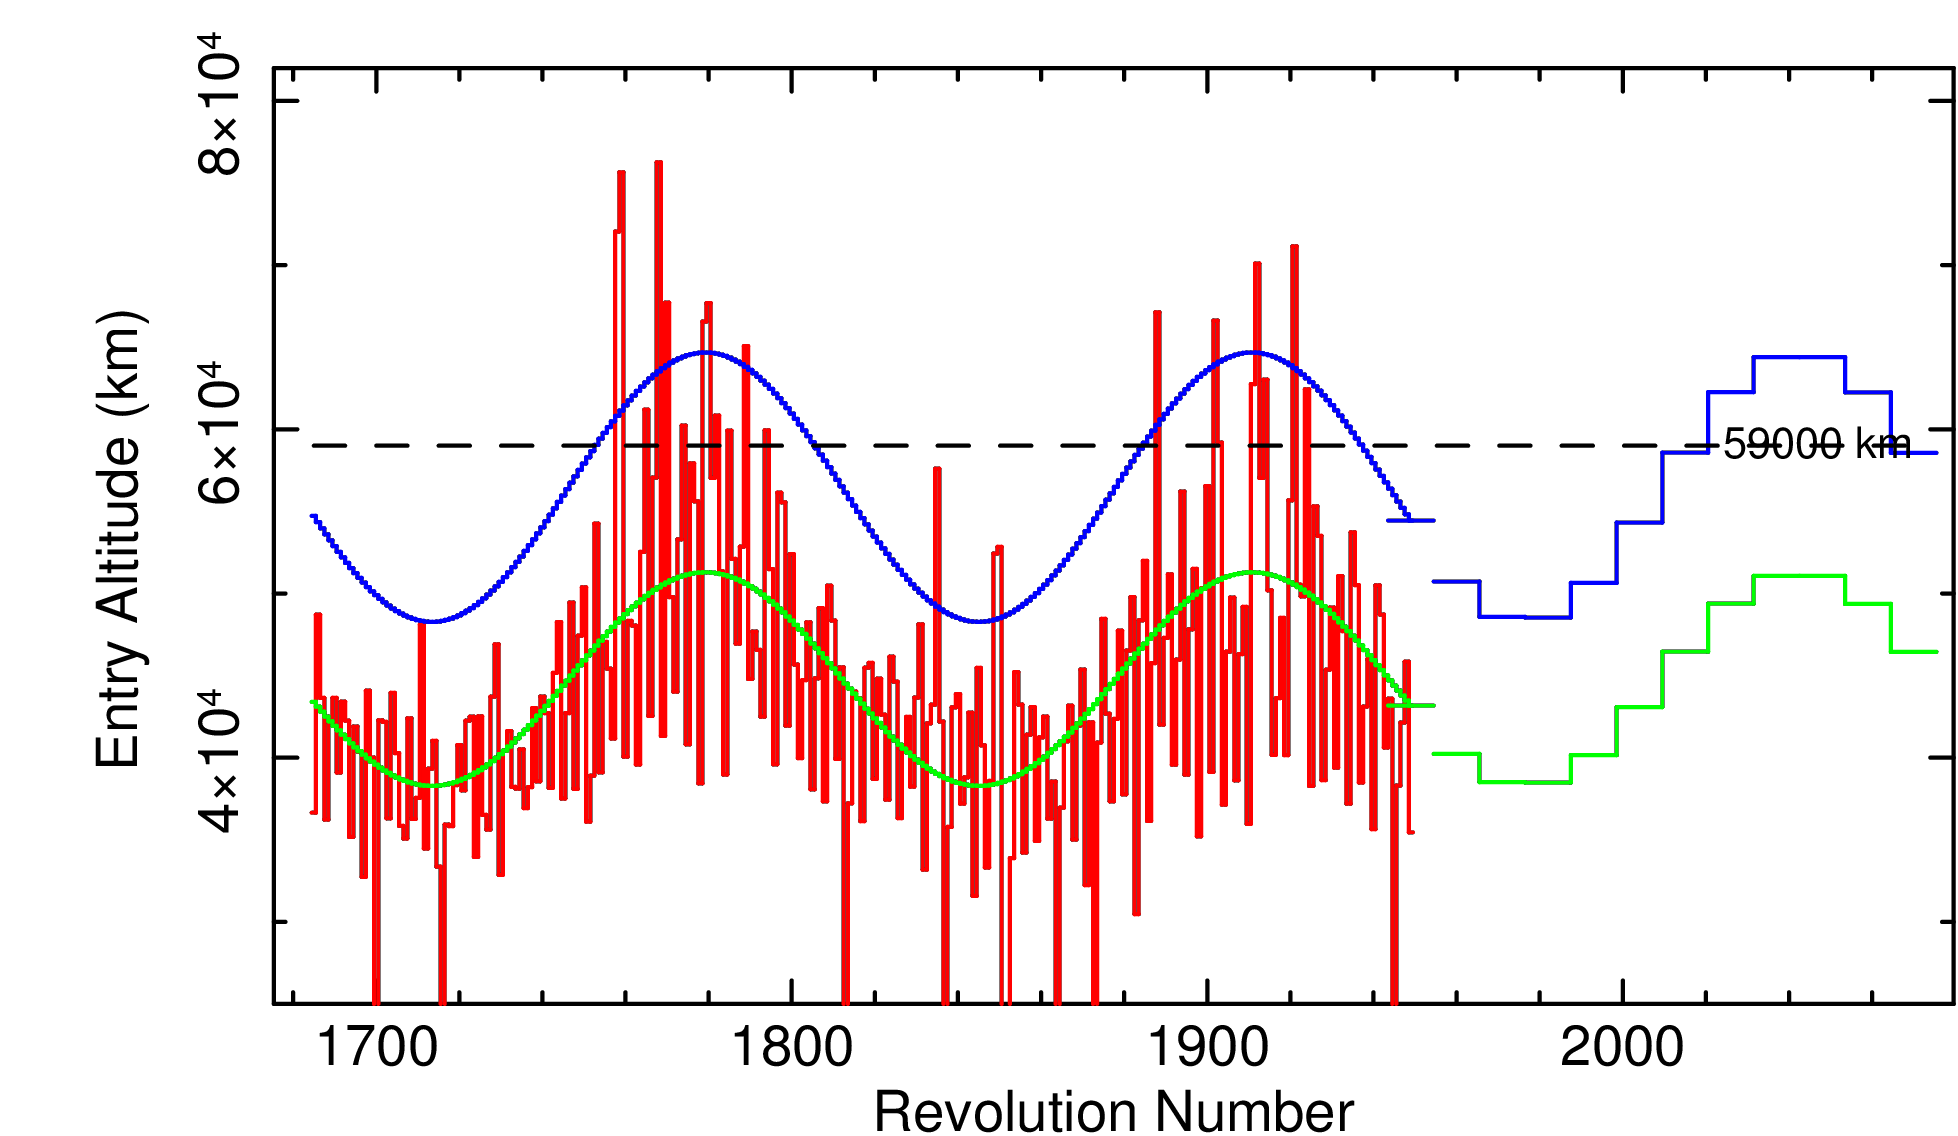 8×10⁴
6×10⁴
4×10⁴
Entry Altitude (km)
59000 km
1700 1800 1900 2000
Revolution Number